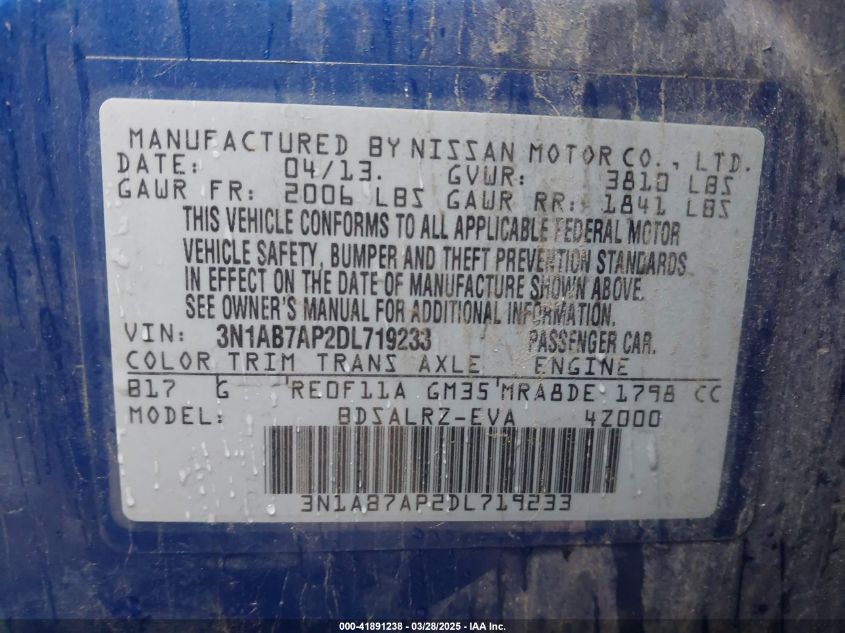 MANUFACTURED BY NISSAN MOTOR CO., LTD.
DATE: 04/13. GVWR: 3810 LBS
GAWR FR: 2006 LBS GAWR RR: 1841 LBS
THIS VEHICLE CONFORMS TO ALL APPLICABLE FEDERAL MOTOR
VEHICLE SAFETY, BUMPER AND THEFT PREVENTION STANDARDS
IN EFFECT ON THE DATE OF MANUFACTURE SHOWN ABOVE.
SEE OWNER'S MANUAL FOR ADDITIONAL INFORMATION.
VIN: 3N1AB7AP2DL719233 PASSENGER CAR.
COLOR TRIM TRANS AXLE ENGINE
B17 G 'RE0F11A GM35'MRA8DE 1798 CC
MODEL: BDSALRZ-EVA 42000
3N1AB7AP2DL719233
000-41891238 - 03/28/2025 - IAA Inc.